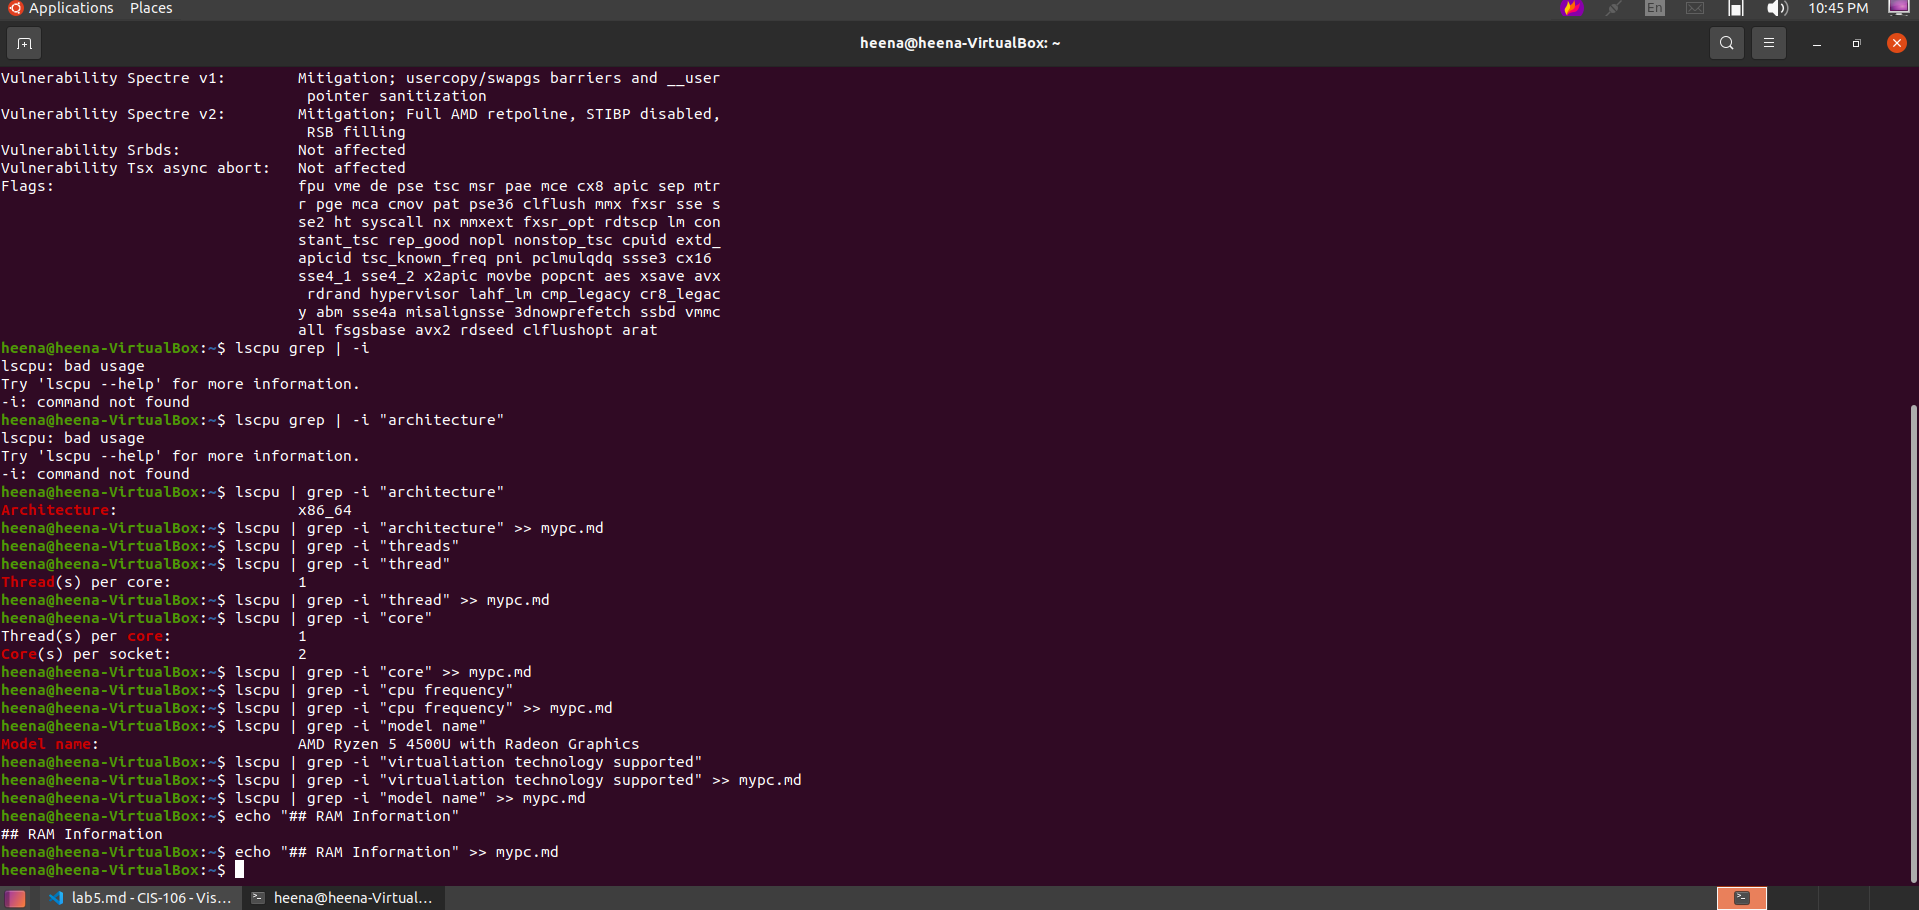 Applications Places En 10:45 PM
heena@heena-VirtualBox: ~
Vulnerability Spectre v1: Mitigation; usercopy/swapgs barriers and __user
pointer sanitization
Vulnerability Spectre v2: Mitigation; Full AMD retpoline, STIBP disabled,
RSB filling
Vulnerability Srbds: Not affected
Vulnerability Tsx async abort: Not affected
Flags: fpu vme de pse tsc msr pae mce cx8 apic sep mtr
r pge mca cmov pat pse36 clflush mmx fxsr sse s
se2 ht syscall nx mmxext fxsr_opt rdtscp lm con
stant_tsc rep_good nopl nonstop_tsc cpuid extd_
apicid tsc_known_freq pni pclmulqdq ssse3 cx16
sse4_1 sse4_2 x2apic movbe popcnt aes xsave avx
rdrand hypervisor lahf_lm cmp_legacy cr8_legac
y abm sse4a misalignsse 3dnowprefetch ssbd vmmc
all fsgsbase avx2 rdseed clflushopt arat
heena@heena-VirtualBox:~$ lscpu grep | -i
lscpu: bad usage
Try 'lscpu --help' for more information.
-i: command not found
heena@heena-VirtualBox:~$ lscpu grep | -i "architecture"
lscpu: bad usage
Try 'lscpu --help' for more information.
-i: command not found
heena@heena-VirtualBox:~$ lscpu | grep -i "architecture"
Architecture: x86_64
heena@heena-VirtualBox:~$ lscpu | grep -i "architecture" >> mypc.md
heena@heena-VirtualBox:~$ lscpu | grep -i "threads"
heena@heena-VirtualBox:~$ lscpu | grep -i "thread"
Thread(s) per core: 1
heena@heena-VirtualBox:~$ lscpu | grep -i "thread" >> mypc.md
heena@heena-VirtualBox:~$ lscpu | grep -i "core"
Thread(s) per core: 1
Core(s) per socket: 2
heena@heena-VirtualBox:~$ lscpu | grep -i "core" >> mypc.md
heena@heena-VirtualBox:~$ lscpu | grep -i "cpu frequency"
heena@heena-VirtualBox:~$ lscpu | grep -i "cpu frequency" >> mypc.md
heena@heena-VirtualBox:~$ lscpu | grep -i "model name"
Model name: AMD Ryzen 5 4500U with Radeon Graphics
heena@heena-VirtualBox:~$ lscpu | grep -i "virtualiation technology supported"
heena@heena-VirtualBox:~$ lscpu | grep -i "virtualiation technology supported" >> mypc.md
heena@heena-VirtualBox:~$ lscpu | grep -i "model name" >> mypc.md
heena@heena-VirtualBox:~$ echo "## RAM Information"
## RAM Information
heena@heena-VirtualBox:~$ echo "## RAM Information" >> mypc.md
heena@heena-VirtualBox:~$
lab5.md - CIS-106 - Vis... heena@heena-Virtual...